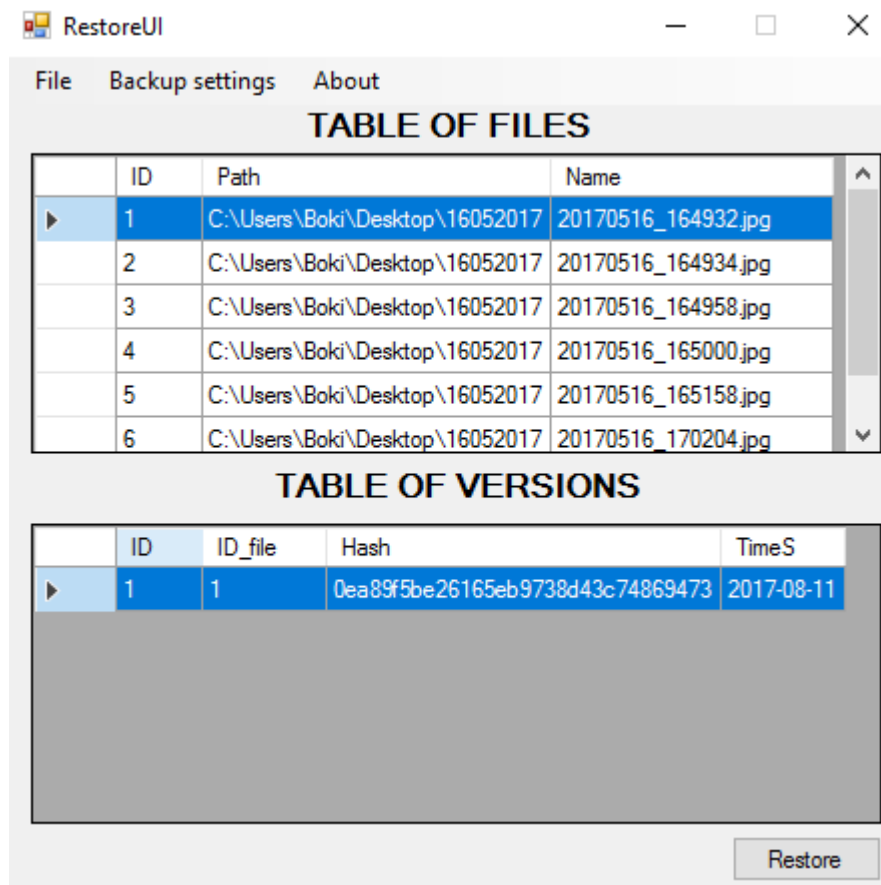 RestoreUI
File Backup settings About
TABLE OF FILES
ID Path Name
1 C:\Users\Boki\Desktop\16052017 20170516_164932.jpg
2 C:\Users\Boki\Desktop\16052017 20170516_164934.jpg
3 C:\Users\Boki\Desktop\16052017 20170516_164958.jpg
4 C:\Users\Boki\Desktop\16052017 20170516_165000.jpg
5 C:\Users\Boki\Desktop\16052017 20170516_165158.jpg
6 C:\Users\Boki\Desktop\16052017 20170516_170204.jpg
TABLE OF VERSIONS
ID ID_file Hash TimeS
1 1 0ea89f5be26165eb9738d43c74869473 2017-08-11
Restore